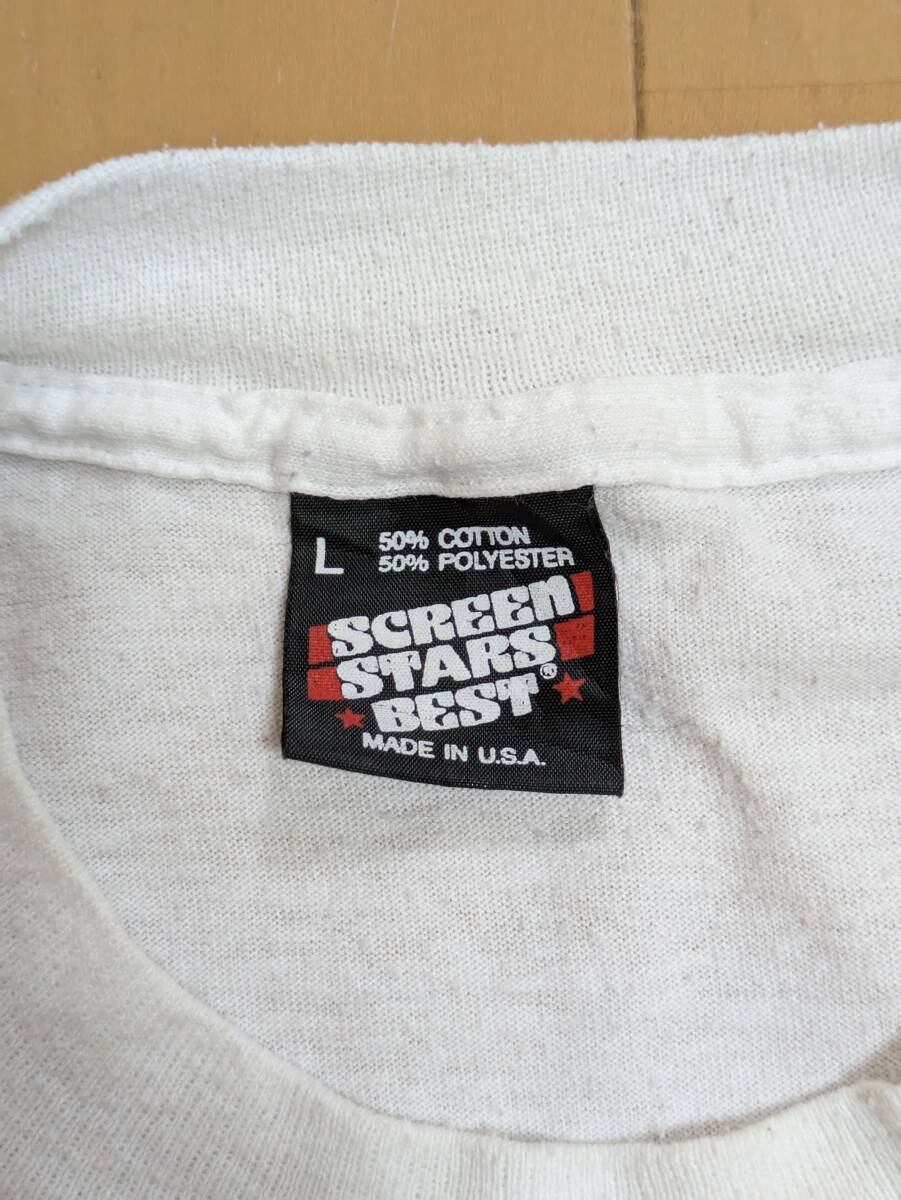 L
50% COTTON
50% POLYESTER
SCREEN
STARS
BEST®
MADE IN U.S.A.